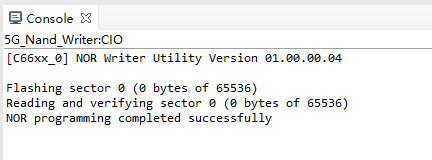 Console
5G_Nand_Writer:CIO
[C66xx_0] NOR Writer Utility Version 01.00.00.04
Flashing sector 0 (0 bytes of 65536)
Reading and verifying sector 0 (0 bytes of 65536)
NOR programming completed successfully